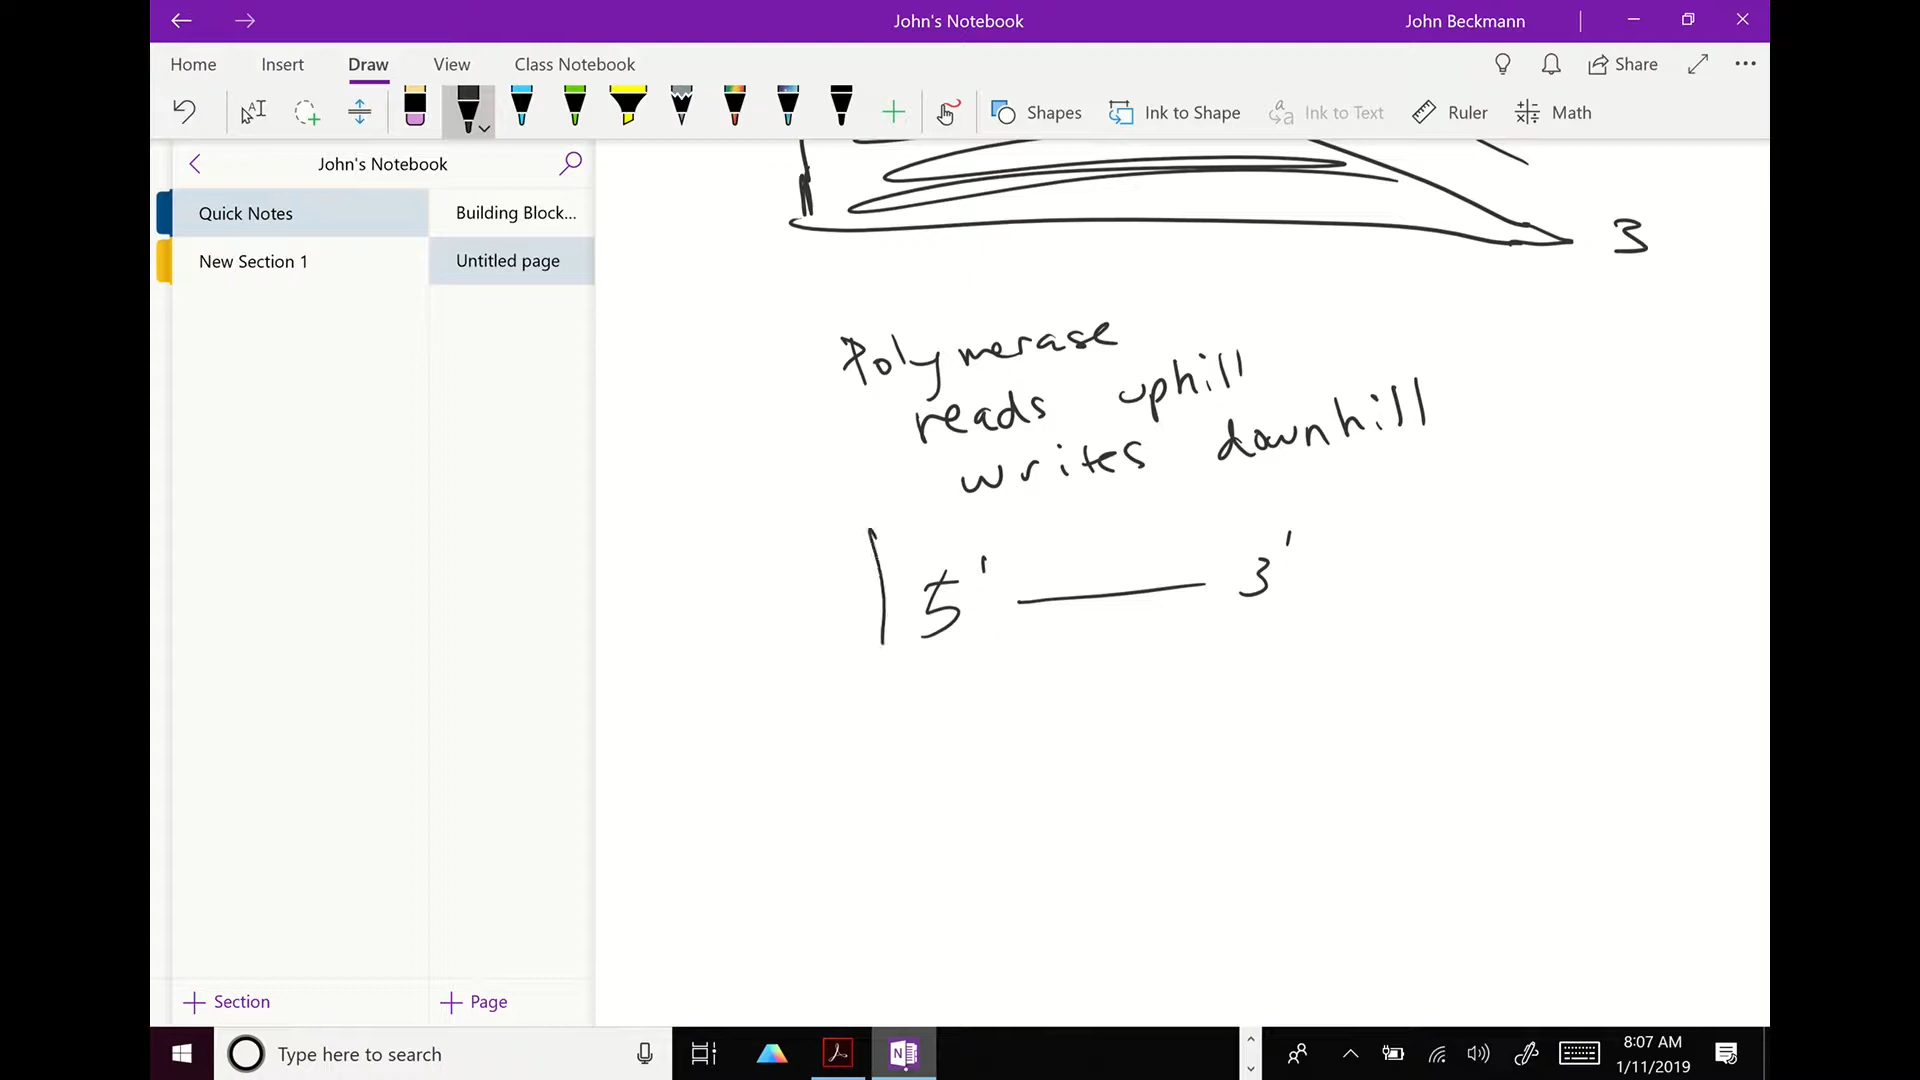 John's Notebook
John Beckmann
Home Insert Draw View Class Notebook
Share
Shapes Ink to Shape Ink to Text Ruler Math
John's Notebook
Quick Notes
New Section 1
Building Block...
Untitled page
3
Polymerase
reads uphill
writes downhill
5' 3'
Section
Page
Type here to search
8:07 AM
1/11/2019